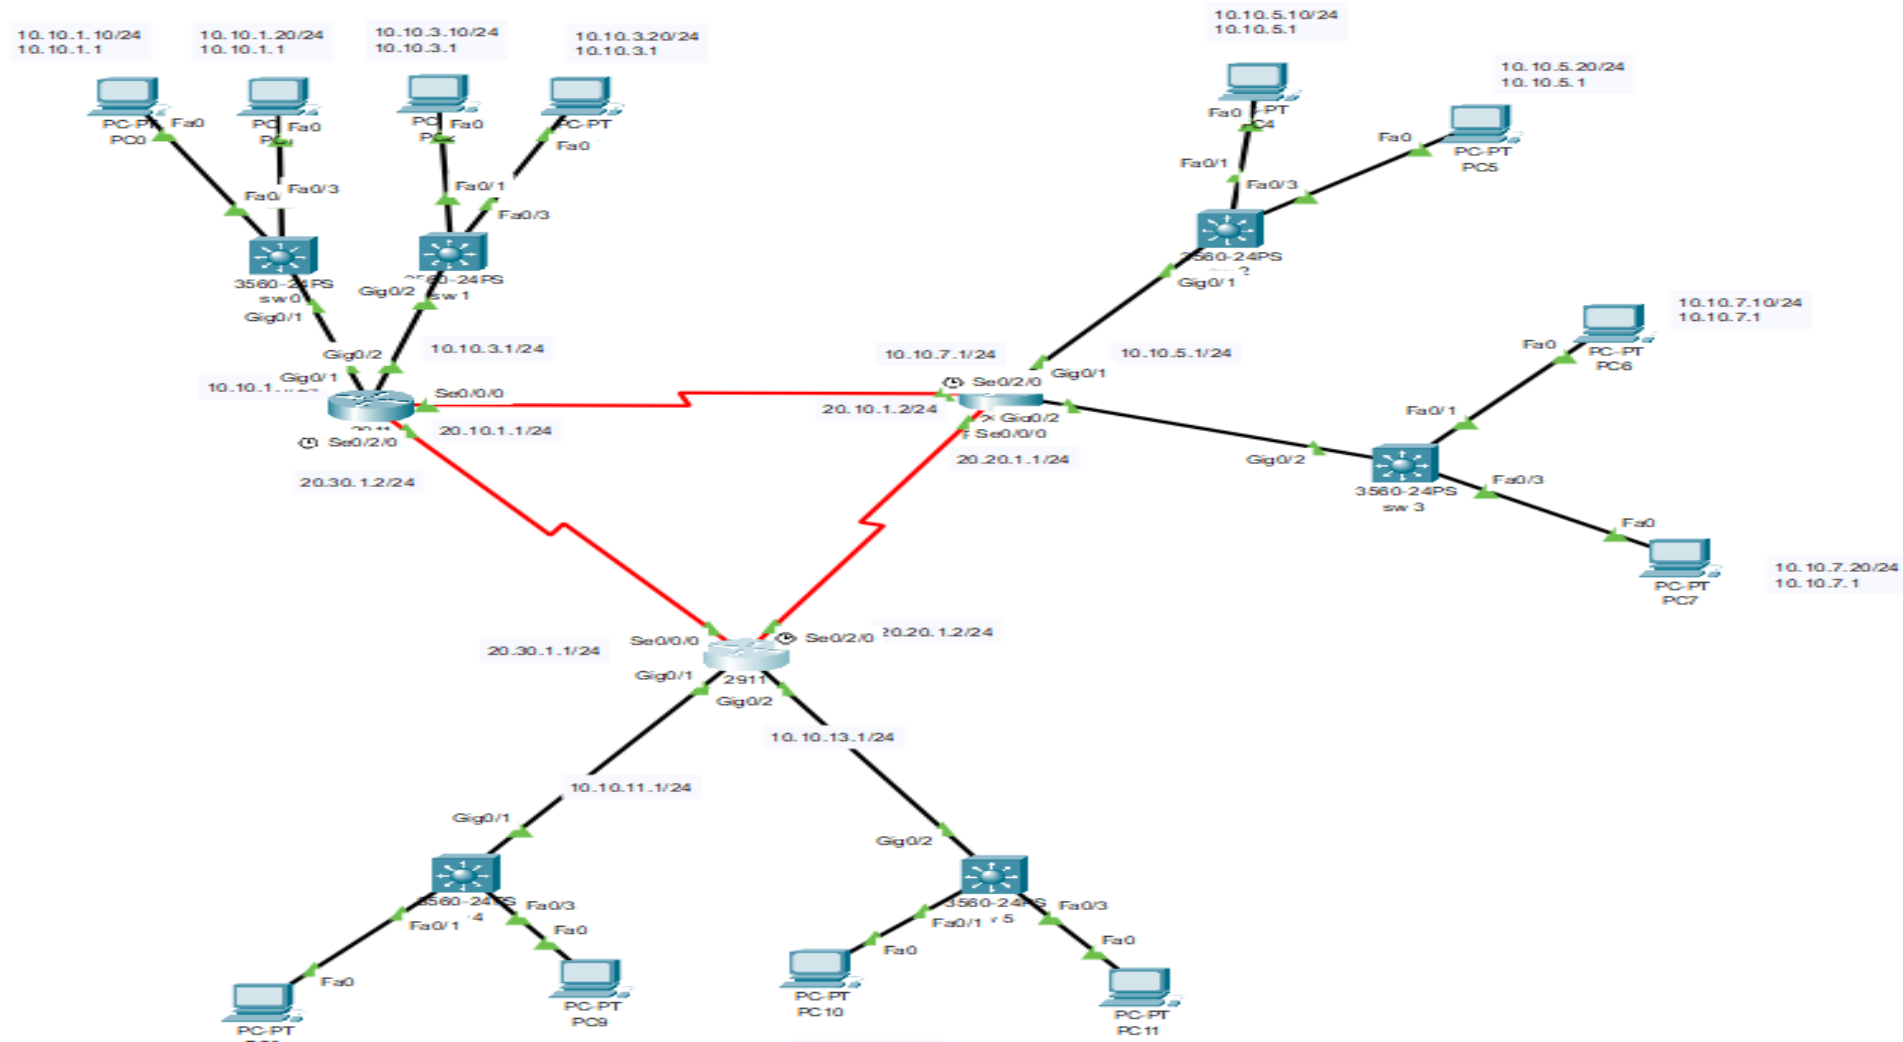 10.10.1.10/24
10.10.1.1
10.10.1.20/24
10.10.1.1
10.10.3.10/24
10.10.3.1
10.10.3.20/24
10.10.3.1
10.10.5.10/24
10.10.5.1
10.10.5.20/24
10.10.5.1
PC0
Fa0
PC
Fa0
PC
Fa0
PC-PT
Fa0
Fa0
-PT
Fa0
PC-PT
PC5
Fa0/3
Fa0/1
Fa0/3
Fa0/1
Fa0/3
3560-24PS
sw0
Gig0/1
Gig0/2
sw1
Gig0/1
10.10.7.10/24
10.10.7.1
Fa0
PC-PT
PC6
Gig0/2
10.10.3.1/24
Gig0/1
10.10.1
Se0/0/0
20.10.1.1/24
Se0/2/0
20.30.1.2/24
10.10.7.1/24
10.10.5.1/24
Gig0/1
Se0/2/0
20.10.1.2/24
Gig0/2
Se0/0/0
20.20.1.1/24
Fa0/1
Gig0/2
3560-24PS
sw 3
Fa0/3
Fa0
PC-PT
PC7
10.10.7.20/24
10.10.7.1
20.30.1.1/24
Se0/0/0
Se0/2/0
20.20.1.2/24
Gig0/1
2911
Gig0/2
10.10.13.1/24
10.10.11.1/24
Gig0/1
Gig0/2
Fa0/1
Fa0/3
Fa0
Fa0
PC-PT
PC-PT
PC9
Fa0/1
Fa0/3
Fa0
Fa0
PC-PT
PC10
PC-PT
PC11